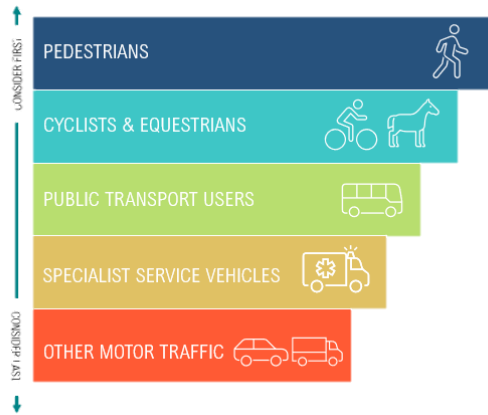 CONSIDER FIRST
PEDESTRIANS
CYCLISTS & EQUESTRIANS
PUBLIC TRANSPORT USERS
SPECIALIST SERVICE VEHICLES
OTHER MOTOR TRAFFIC
CONSIDER LAST